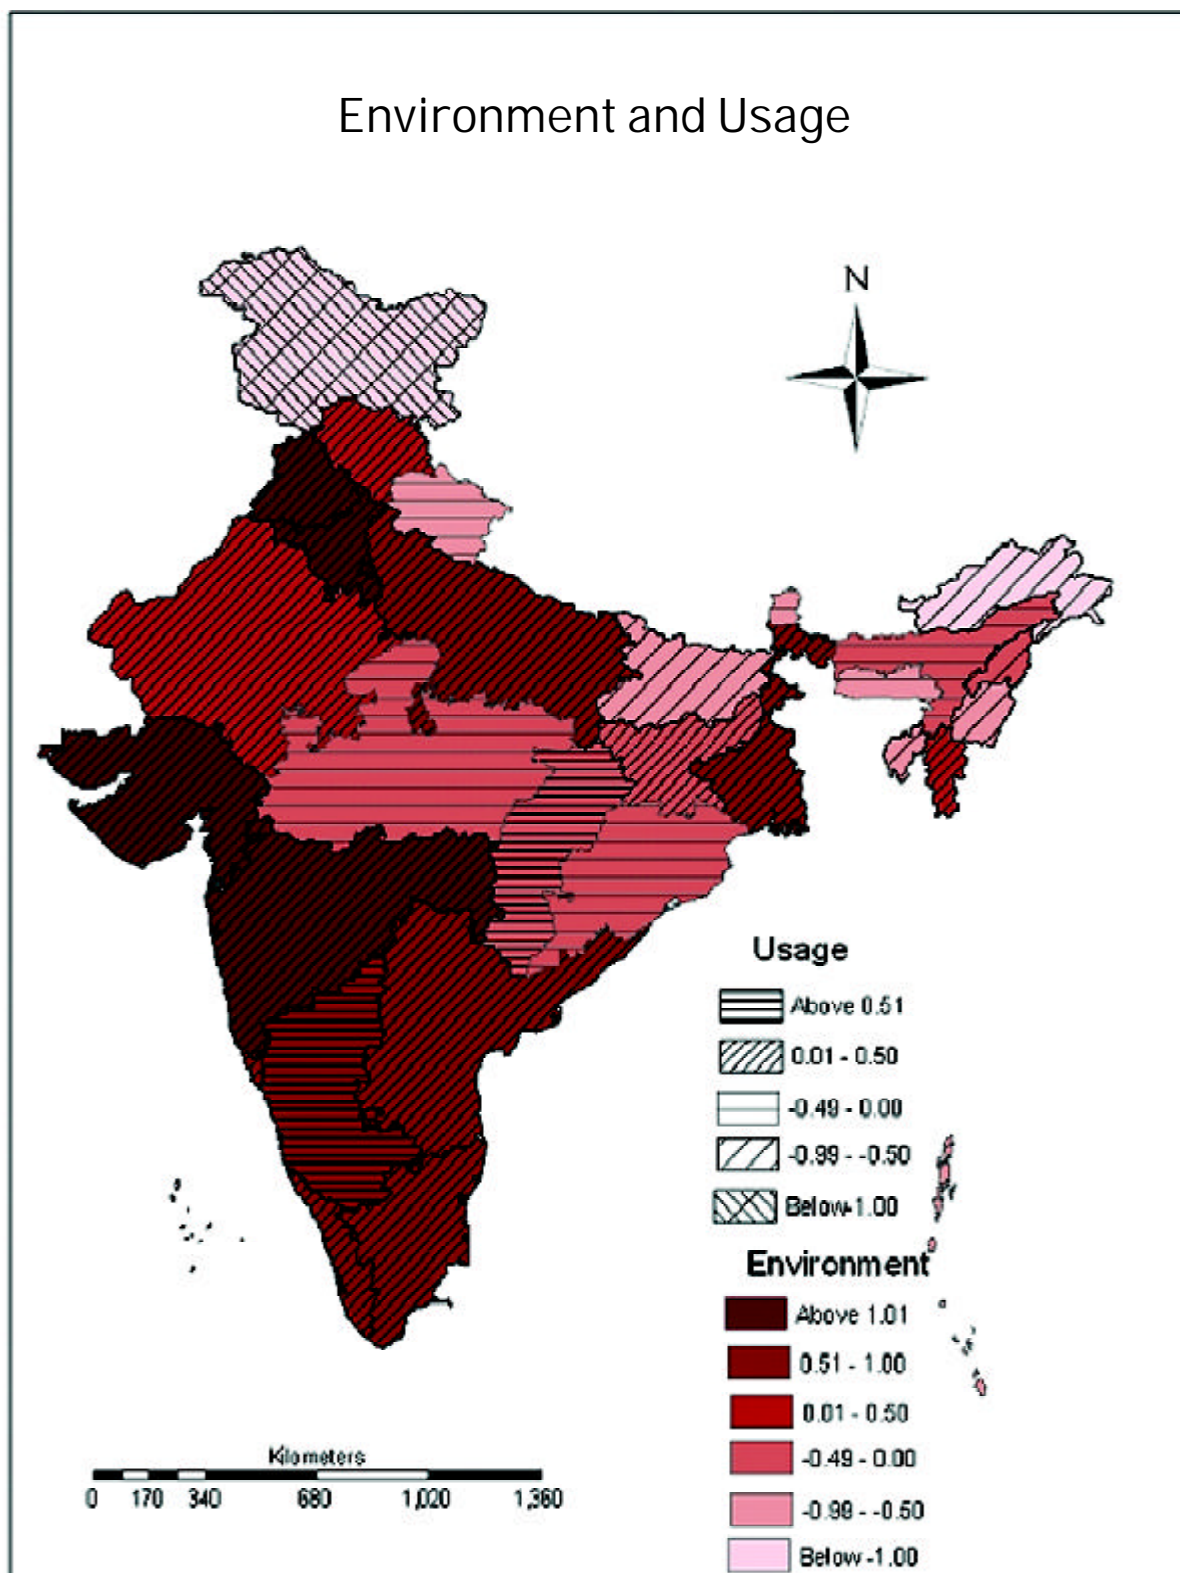 Environment and Usage
N
Usage
Above 0.51
0.01 - 0.50
-0.49 - 0.00
-0.99 - -0.50
Below-1.00
Environment
Above 1.01
0.51 - 1.00
0.01 - 0.50
-0.49 - 0.00
-0.99 - -0.50
Below -1.00
Kilometers
0 170 340 680 1,020 1,360